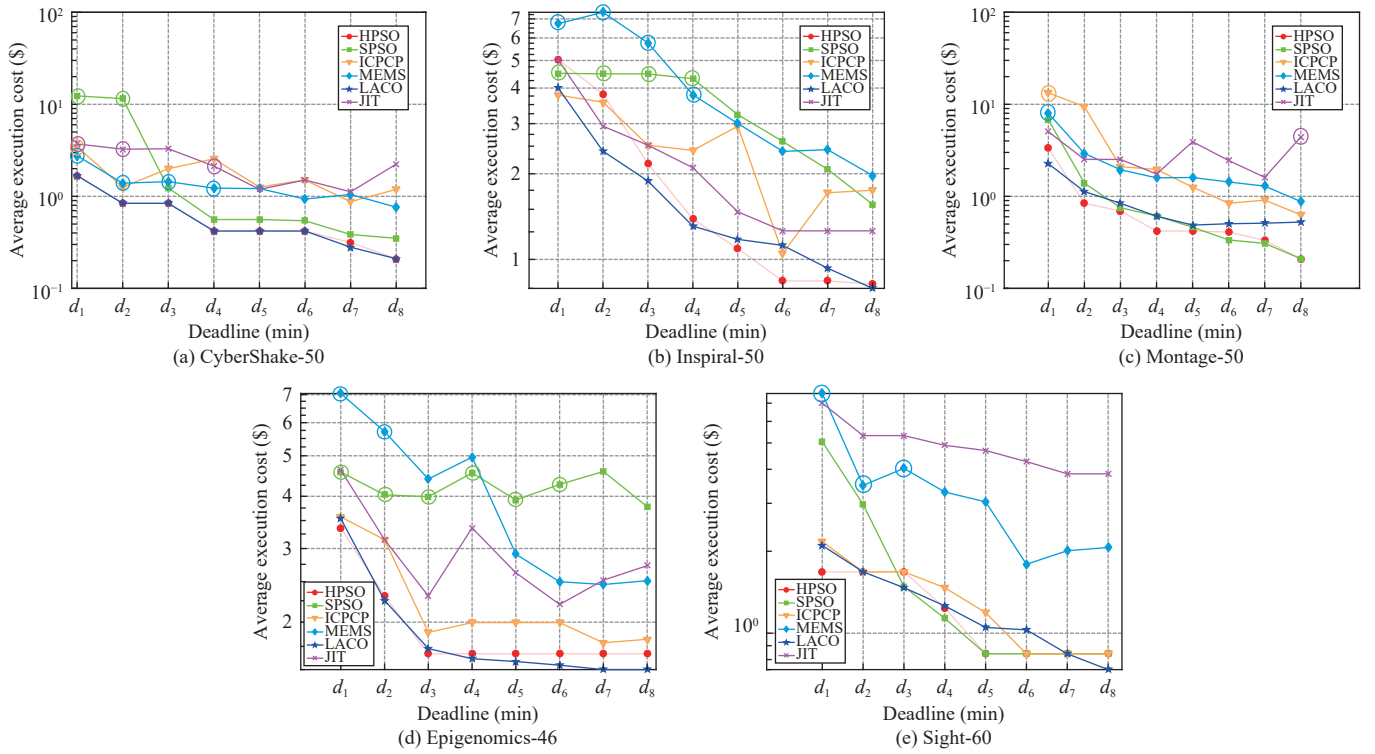 Average execution cost ($)
10²
10¹
10⁰
10⁻¹
HPSO
SPSO
ICPCP
MEMS
LACO
JIT
d₁ d₂ d₃ d₄ d₅ d₆ d₇ d₈
Deadline (min)
(a) CyberShake-50
Average execution cost ($)
7
6
5
4
3
2
1
HPSO
SPSO
ICPCP
MEMS
LACO
JIT
d₁ d₂ d₃ d₄ d₅ d₆ d₇ d₈
Deadline (min)
(b) Inspiral-50
Average execution cost ($)
10²
10¹
10⁰
10⁻¹
HPSO
SPSO
ICPCP
MEMS
LACO
JIT
d₁ d₂ d₃ d₄ d₅ d₆ d₇ d₈
Deadline (min)
(c) Montage-50
Average execution cost ($)
7
6
5
4
3
2
HPSO
SPSO
ICPCP
MEMS
LACO
JIT
d₁ d₂ d₃ d₄ d₅ d₆ d₇ d₈
Deadline (min)
(d) Epigenomics-46
Average execution cost ($)
10⁰
HPSO
SPSO
ICPCP
MEMS
LACO
JIT
d₁ d₂ d₃ d₄ d₅ d₆ d₇ d₈
Deadline (min)
(e) Sight-60